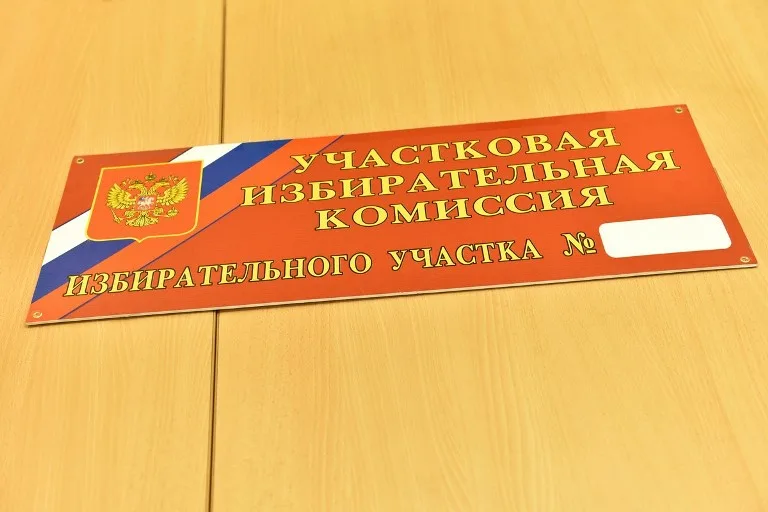 УЧАСТКОВАЯ
ИЗБИРАТЕЛЬНАЯ
КОМИССИЯ
ИЗБИРАТЕЛЬНОГО УЧАСТКА №